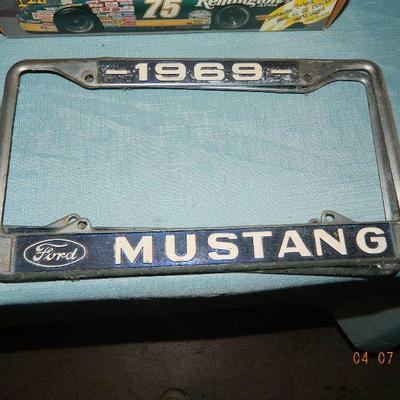 75 Remington
-1969-
Ford MUSTANG
04 07